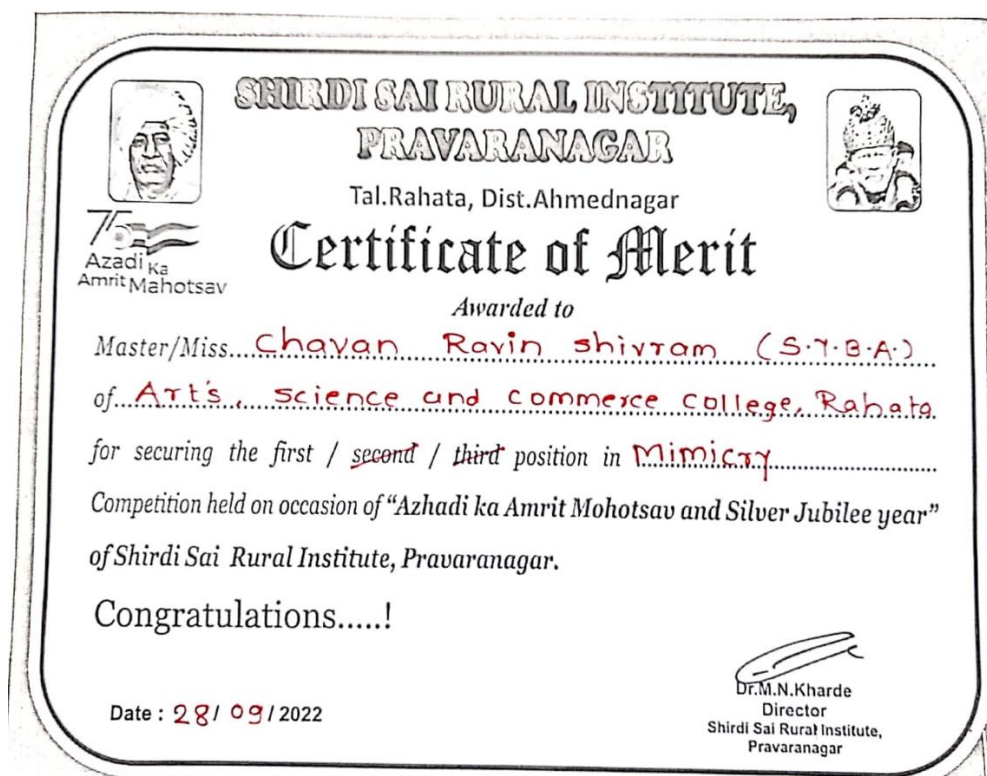 SHIRDI SAI RURAL INSTITUTE,
PRAVARANAGAR
Tal.Rahata, Dist.Ahmednagar
75
Azadi Ka
Amrit Mahotsav
Certificate of Merit
Awarded to
Master/Miss....Chavan Ravin shivram (S.Y.B.A.)
of..Art's, science and commerce college, Rahata
for securing the first / second / third position in Mimicry
Competition held on occasion of “Azhadi ka Amrit Mohotsav and Silver Jubilee year”
of Shirdi Sai Rural Institute, Pravaranagar.
Congratulations.....!
Date : 28/ 09/2022
Dr.M.N.Kharde
Director
Shirdi Sai Rural Institute,
Pravaranagar